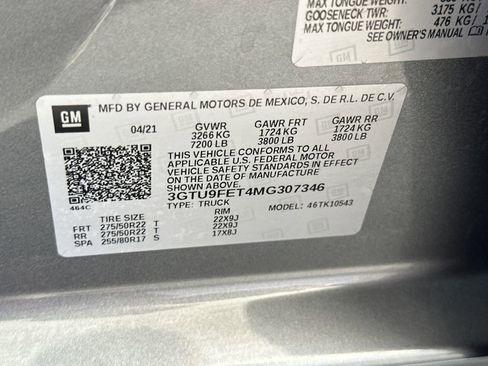 MAX TONGUE WEIGHT:
GOOSENECK TWR: 3175 KG /
MAX TONGUE WEIGHT: 476 KG / 1
SEE OWNER'S MANUAL
GM
MFD BY GENERAL MOTORS DE MEXICO, S. DE R.L. DE C.V.
04/21 GVWR GAWR FRT GAWR RR
3266 KG 1724 KG 1724 KG
7200 LB 3800 LB 3800 LB
THIS VEHICLE CONFORMS TO ALL
APPLICABLE U.S. FEDERAL MOTOR
VEHICLE SAFETY STANDARDS IN EFFECT
ON THE DATE OF MANUFACTURE SHOWN ABOVE.
3GTU9FET4MG307346
TYPE: TRUCK MODEL: 46TK10543
464C
TIRE SIZE RIM
FRT 275/50R22 T 22X9J
RR 275/50R22 T 22X9J
SPA 255/80R17 S 17X8J